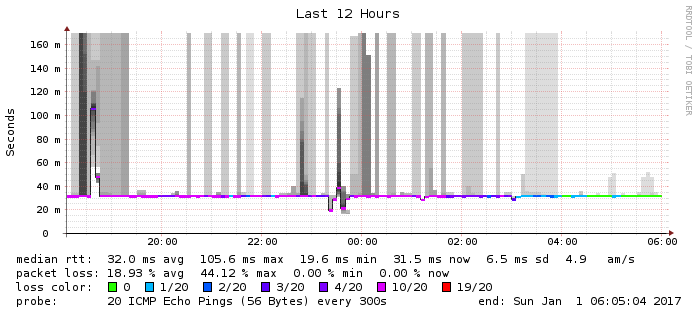 Last 12 Hours
RRDTOOL / TOBI OETIKER
Seconds
160 m
140 m
120 m
100 m
80 m
60 m
40 m
20 m
0
20:00 22:00 00:00 02:00 04:00 06:00
median rtt: 32.0 ms avg 105.6 ms max 19.6 ms min 31.5 ms now 6.5 ms sd 4.9 am/s
packet loss: 18.93 % avg 44.12 % max 0.00 % min 0.00 % now
loss color: 0 1/20 2/20 3/20 4/20 10/20 19/20
probe: 20 ICMP Echo Pings (56 Bytes) every 300s end: Sun Jan 1 06:05:04 2017